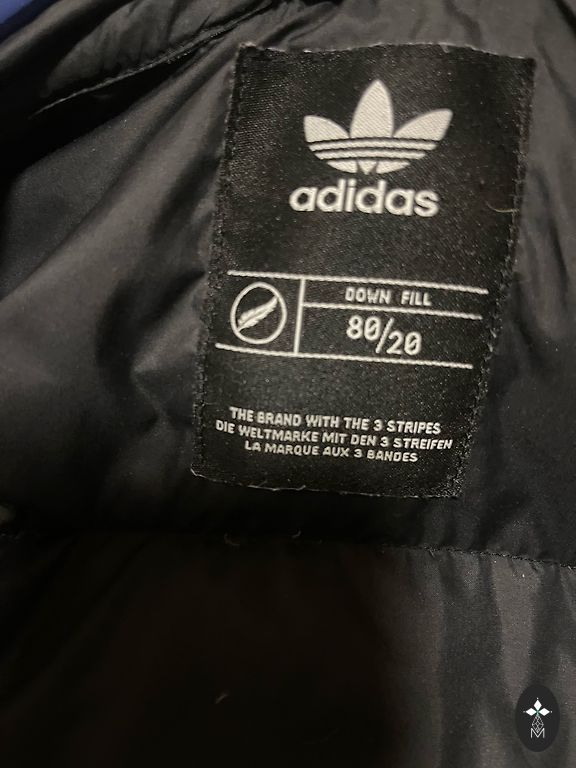 adidas
DOWN FILL
80/20
THE BRAND WITH THE 3 STRIPES
DIE WELTMARKE MIT DEN 3 STREIFEN
LA MARQUE AUX 3 BANDES
M